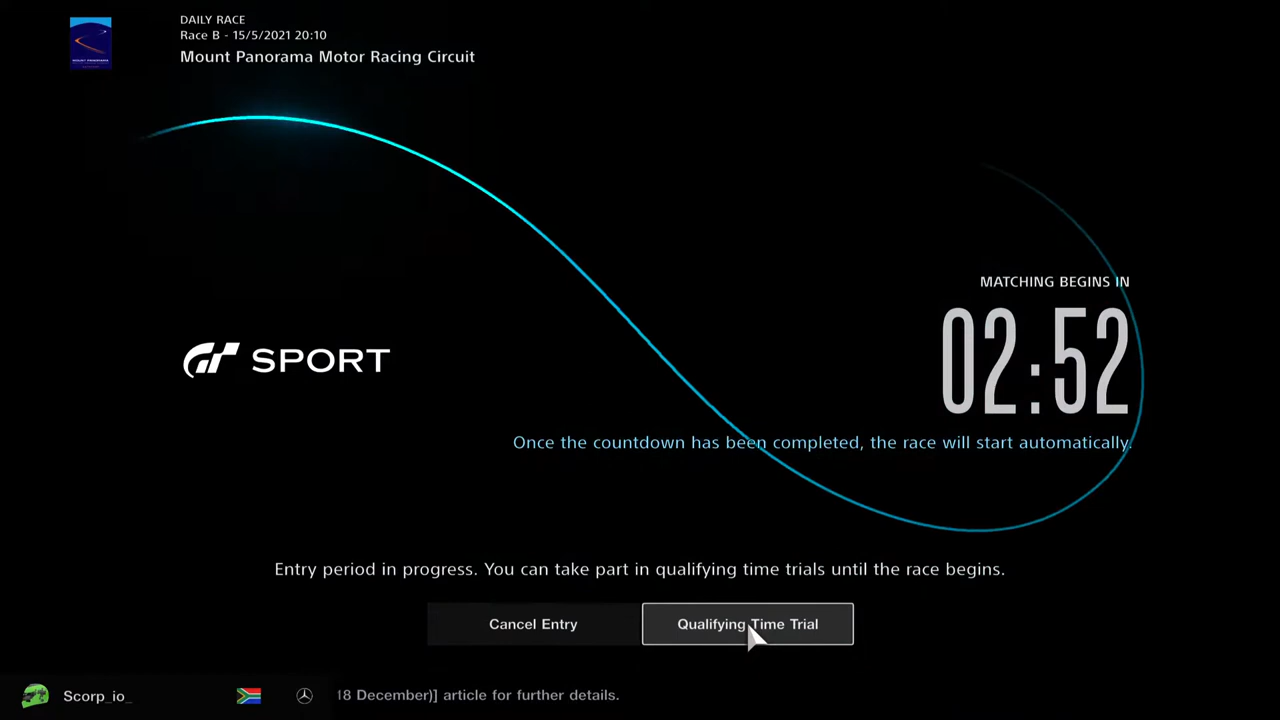 DAILY RACE
Race B - 15/5/2021 20:10
Mount Panorama Motor Racing Circuit
MOUNT PANORAMA
MATCHING BEGINS IN
02:52
GT SPORT
Once the countdown has been completed, the race will start automatically.
Entry period in progress. You can take part in qualifying time trials until the race begins.
Cancel Entry
Qualifying Time Trial
Scorp_io_
18 December)] article for further details.